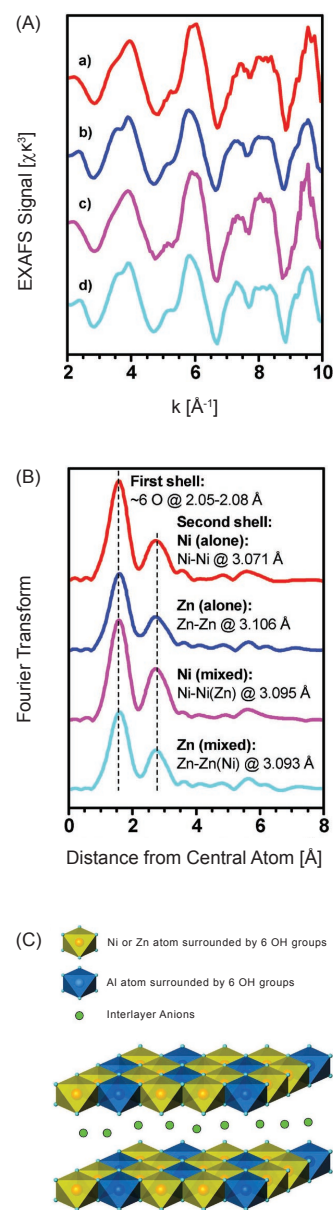 (A)
EXAFS Signal [χκ³]
a)
b)
c)
d)
2 4 6 8 10
k [Å⁻¹]
(B)
Fourier Transform
First shell:
~6 O @ 2.05-2.08 Å
Second shell:
Ni (alone):
Ni-Ni @ 3.071 Å
Zn (alone):
Zn-Zn @ 3.106 Å
Ni (mixed):
Ni-Ni(Zn) @ 3.095 Å
Zn (mixed):
Zn-Zn(Ni) @ 3.093 Å
0 2 4 6 8
Distance from Central Atom [Å]
(C)
Ni or Zn atom surrounded by 6 OH groups
Al atom surrounded by 6 OH groups
Interlayer Anions